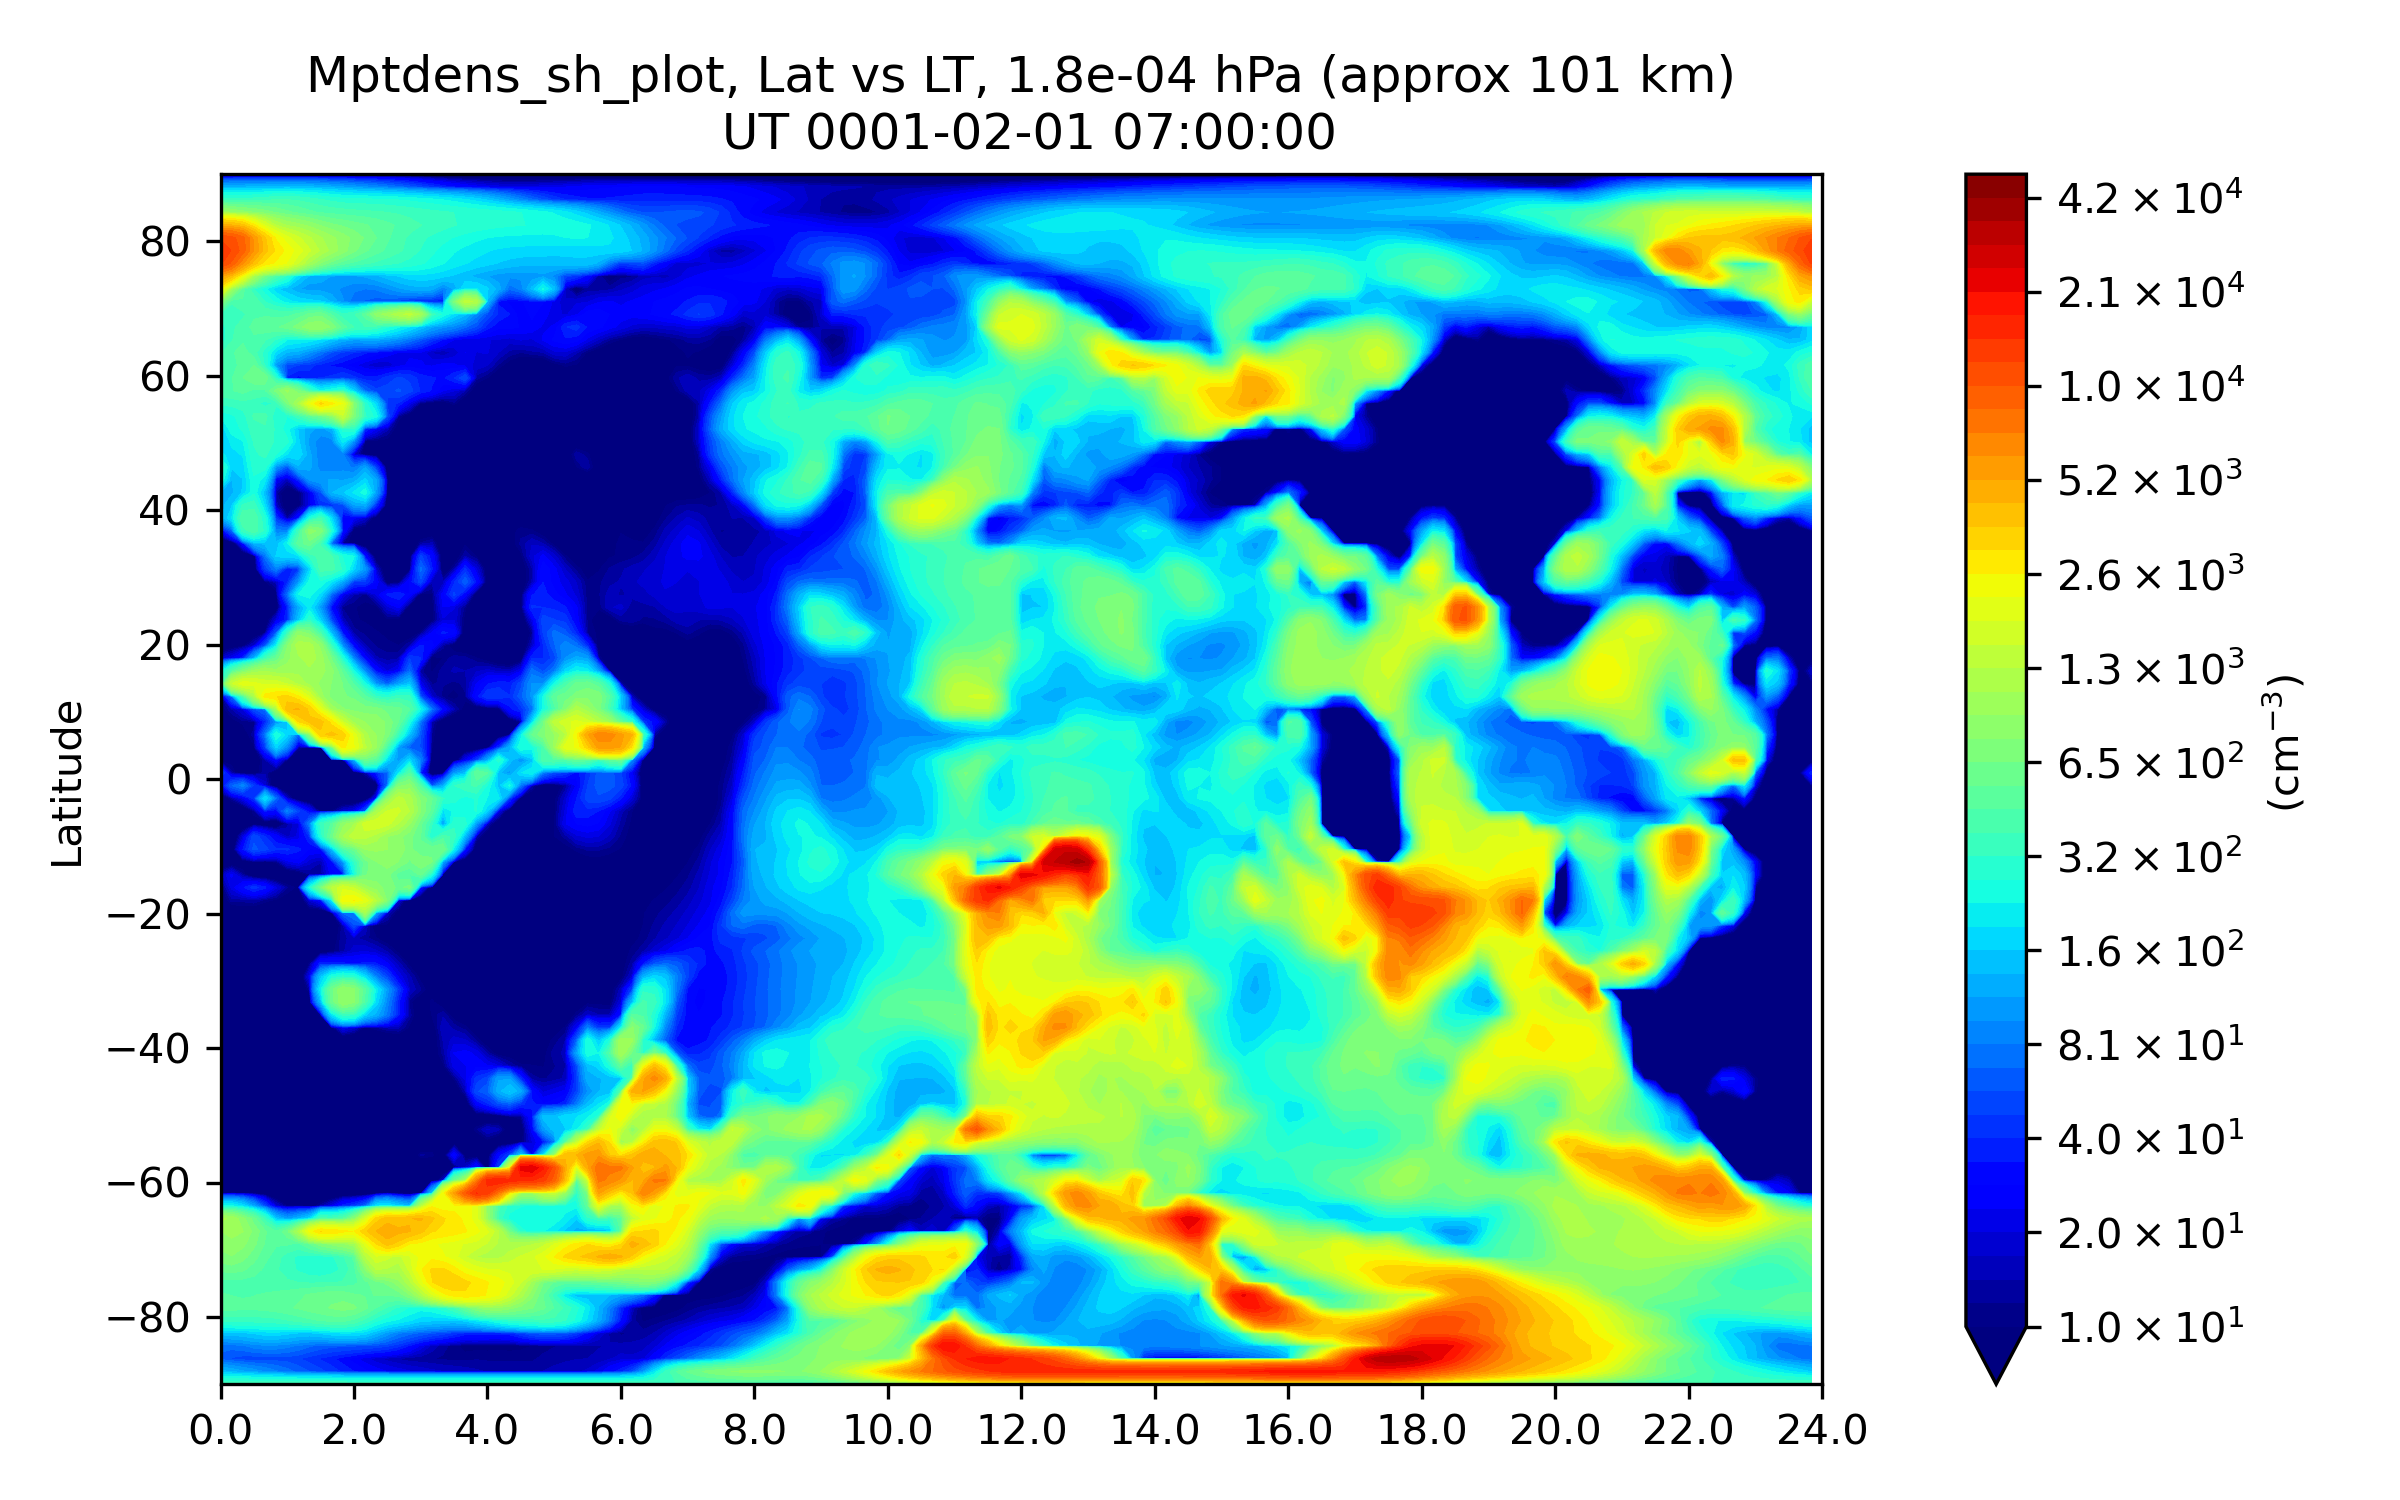 Mptdens_sh_plot, Lat vs LT, 1.8e-04 hPa (approx 101 km)
UT 0001-02-01 07:00:00
Latitude
80
60
40
20
0
−20
−40
−60
−80
0.0 2.0 4.0 6.0 8.0 10.0 12.0 14.0 16.0 18.0 20.0 22.0 24.0
4.2 × 10⁴
2.1 × 10⁴
1.0 × 10⁴
5.2 × 10³
2.6 × 10³
1.3 × 10³
6.5 × 10²
3.2 × 10²
1.6 × 10²
8.1 × 10¹
4.0 × 10¹
2.0 × 10¹
1.0 × 10¹
(cm⁻³)